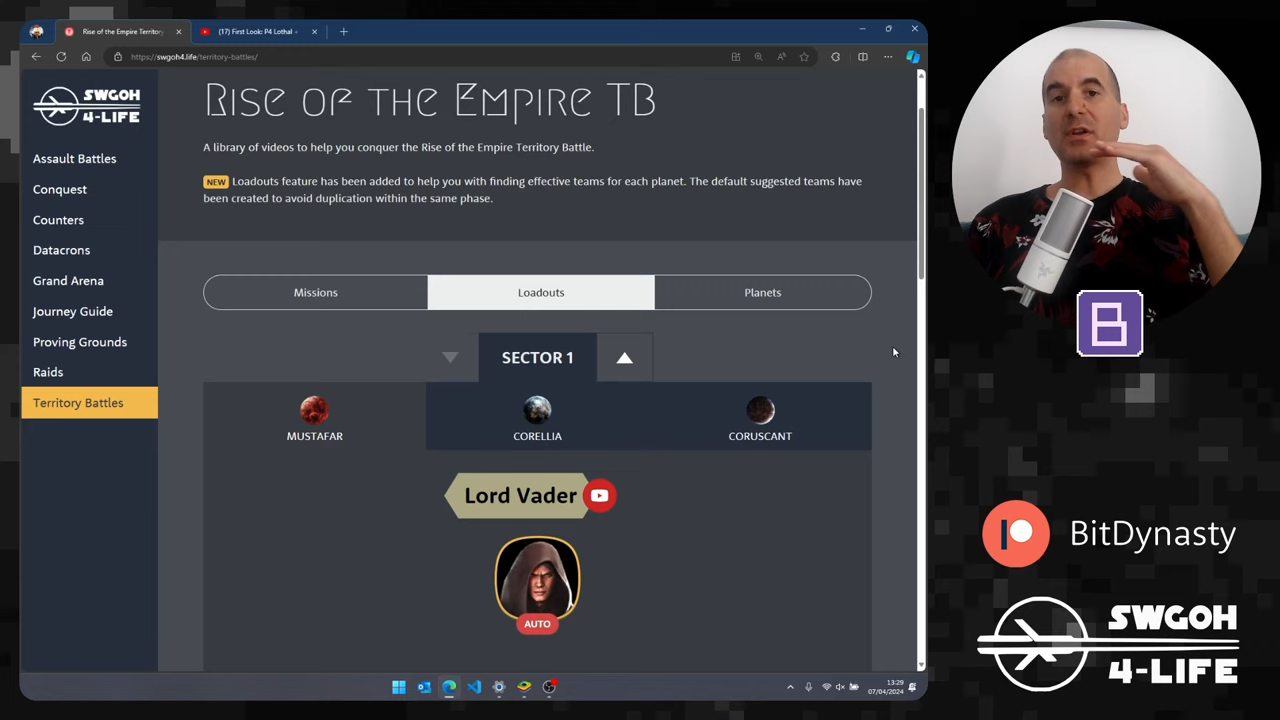 Rise of the Empire Territory
(17) First Look: P4 Lothal -
https://swgoh4.life/territory-battles/
SWGOH
4-LIFE
Assault Battles
Conquest
Counters
Datacrons
Grand Arena
Journey Guide
Proving Grounds
Raids
Territory Battles
RISE OF THE EMPIRE TB
A library of videos to help you conquer the Rise of the Empire Territory Battle.
NEW Loadouts feature has been added to help you with finding effective teams for each planet. The default suggested teams have
been created to avoid duplication within the same phase.
Missions
Loadouts
Planets
SECTOR 1
MUSTAFAR
CORELLIA
CORUSCANT
Lord Vader
AUTO
13:29
07/04/2024
B
BitDynasty
SWGOH
4-LIFE